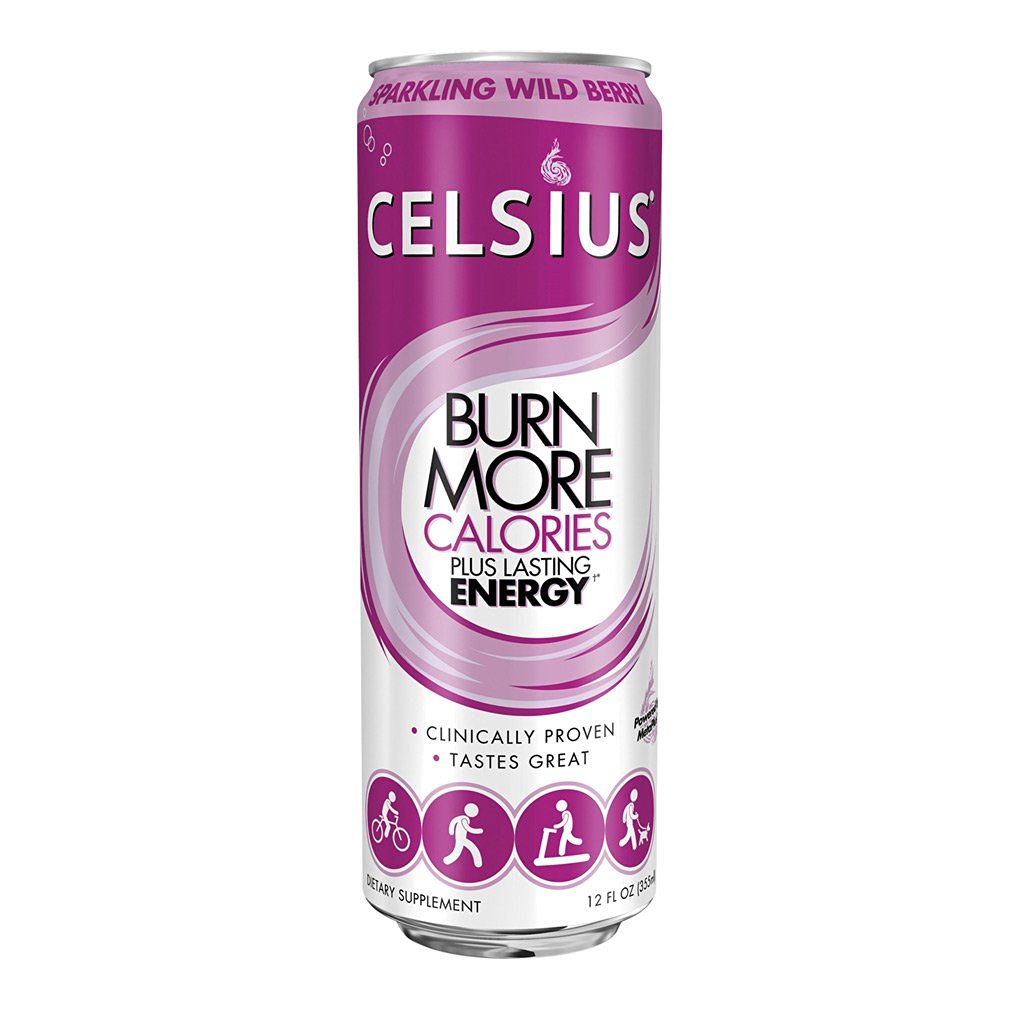 SPARKLING WILD BERRY
CELSIUS
BURN
MORE
CALORIES
PLUS LASTING
ENERGY†*
• CLINICALLY PROVEN
• TASTES GREAT
DIETARY SUPPLEMENT
12 FL OZ (355ml